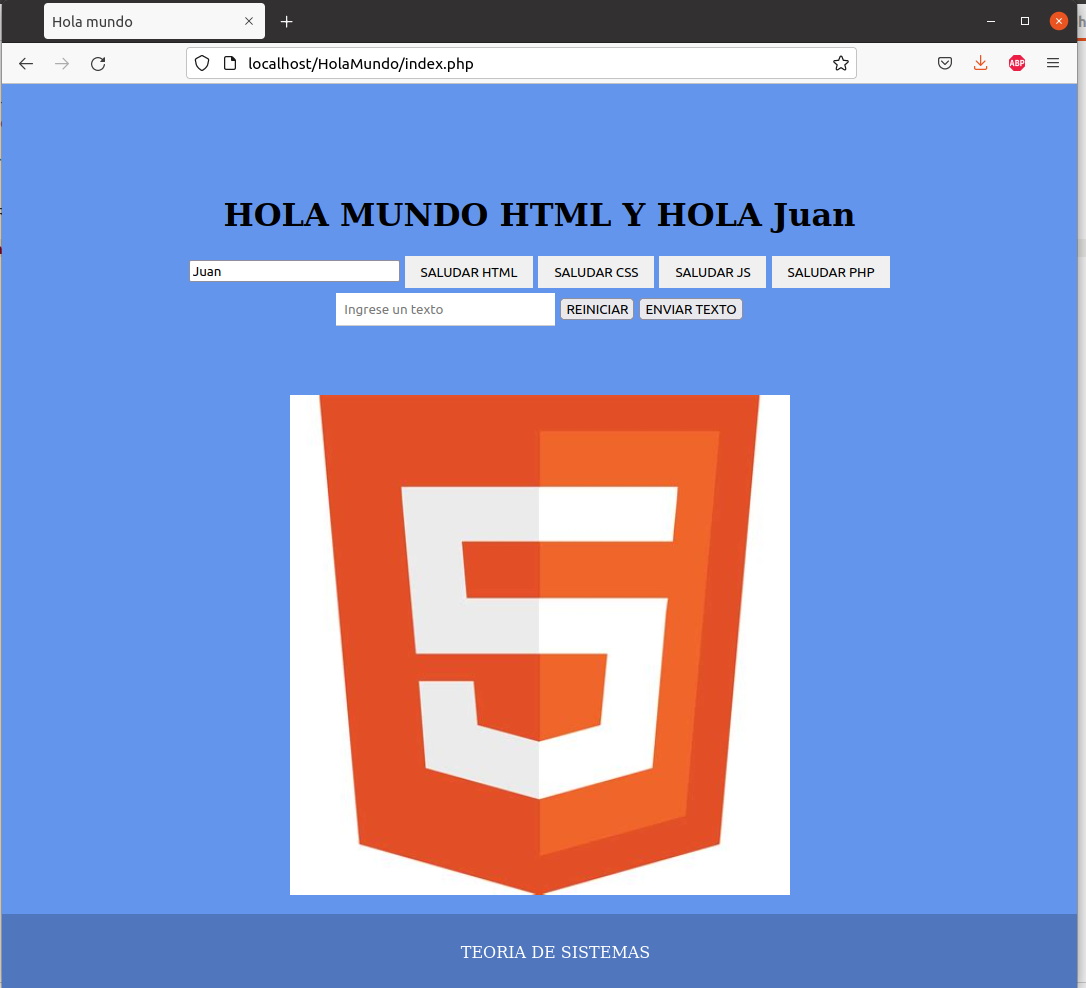 Hola mundo
localhost/HolaMundo/index.php
ABP
HOLA MUNDO HTML Y HOLA Juan
Juan SALUDAR HTML SALUDAR CSS SALUDAR JS SALUDAR PHP
Ingrese un texto REINICIAR ENVIAR TEXTO
5
TEORIA DE SISTEMAS